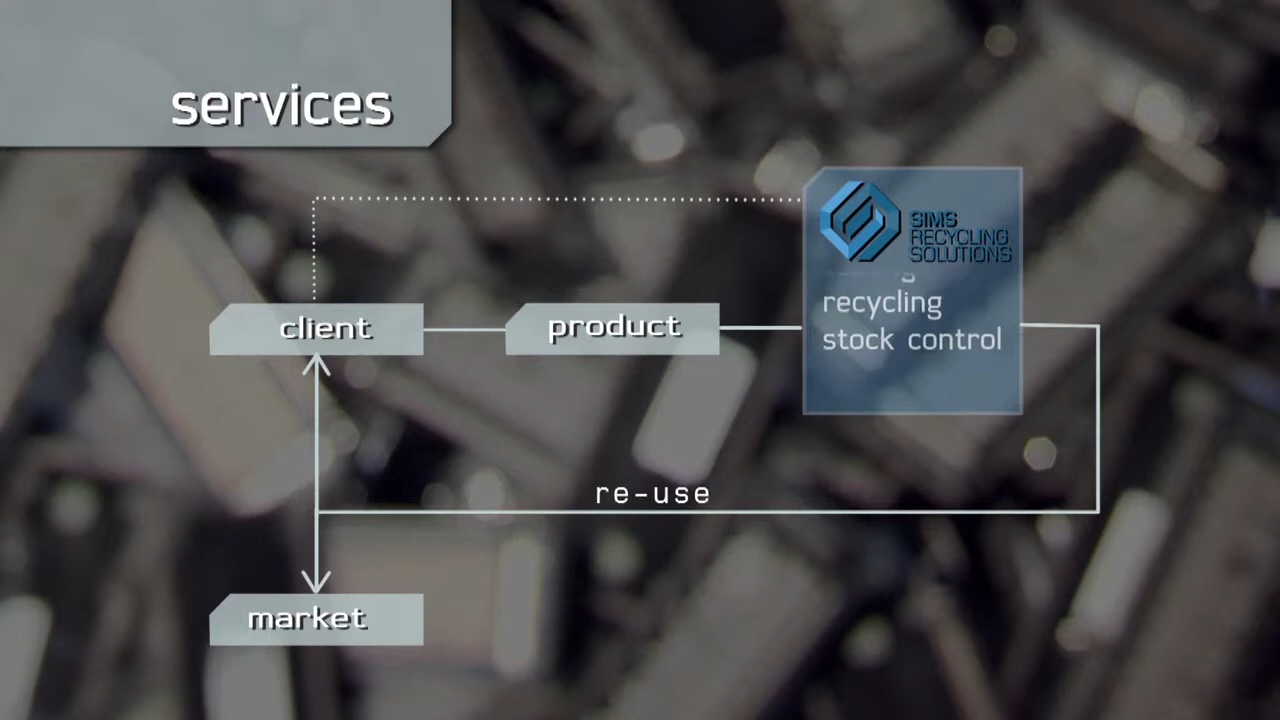 services
SIMS
RECYCLING
SOLUTIONS
recycling
stock control
client
product
re-use
market